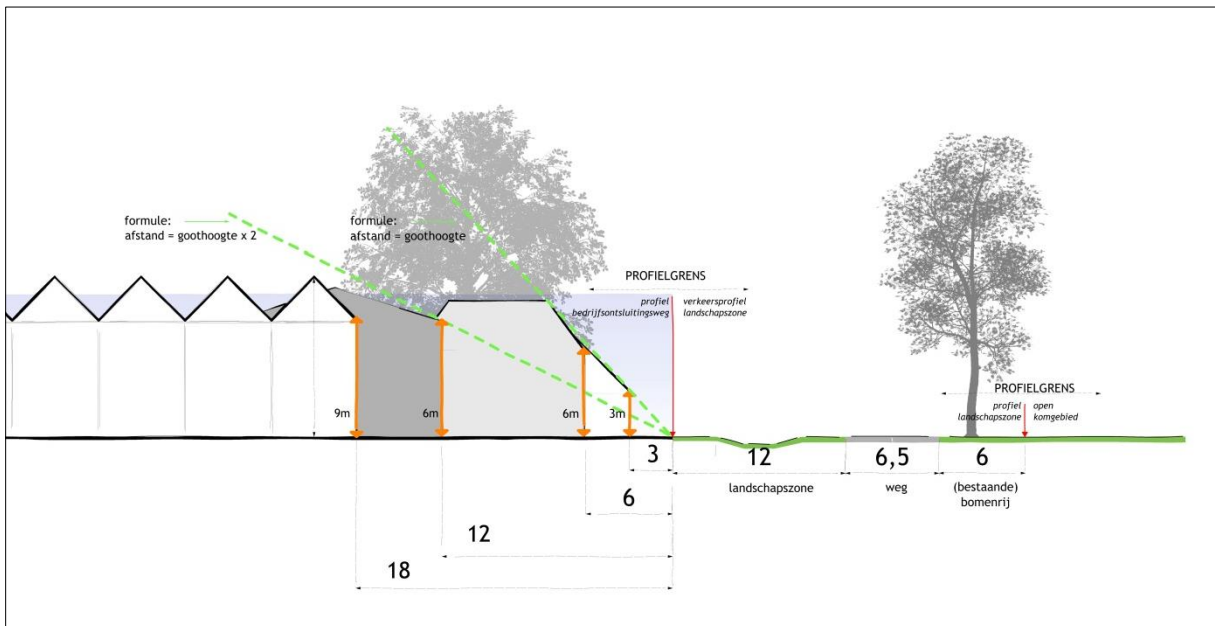 formule:
afstand = goothoogte x 2
formule:
afstand = goothoogte
PROFIELGRENS
profiel
bedrijfsontsluitingsweg
verkeersprofiel
landschapszone
PROFIELGRENS
profiel
landschapszone
open
komgebied
9m
6m
6m
3m
3
12
6,5
6
landschapszone
weg
(bestaande)
bomenrij
6
12
18